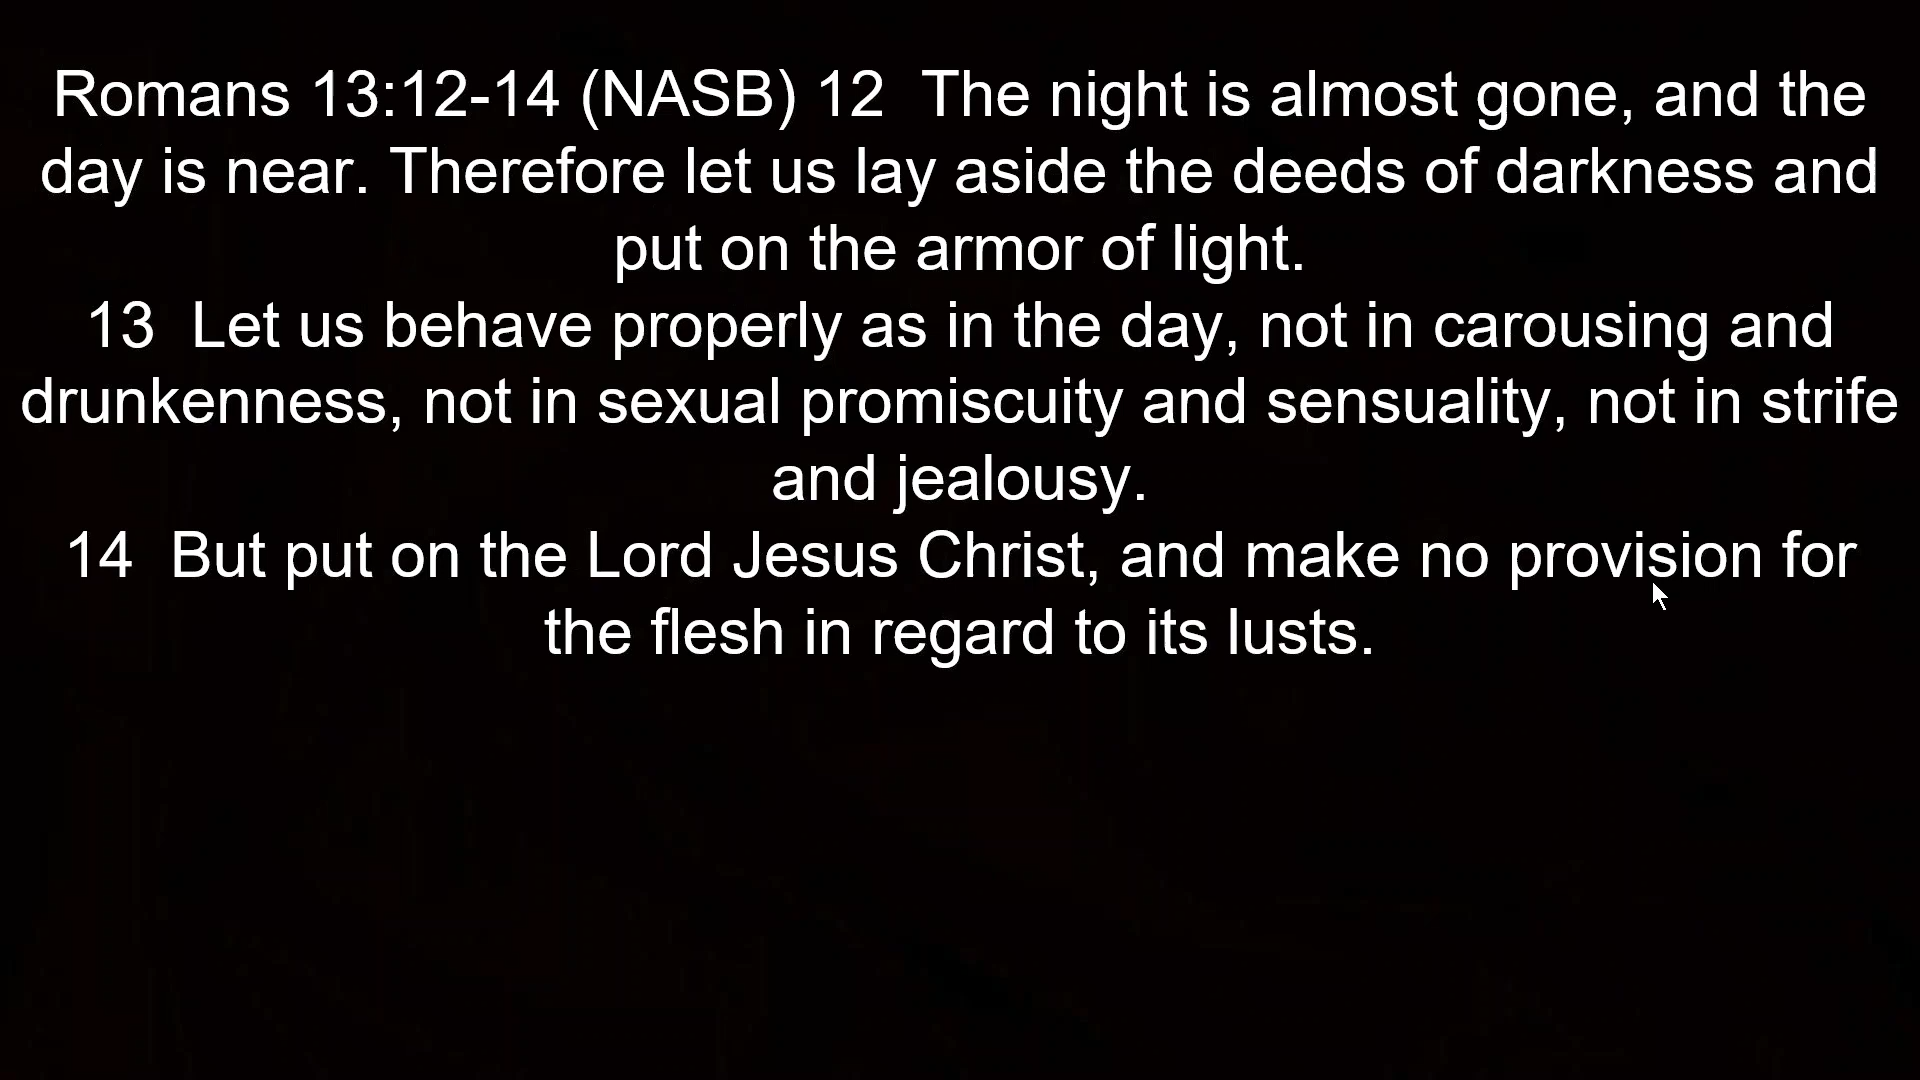 Romans 13:12-14 (NASB) 12  The night is almost gone, and the
day is near. Therefore let us lay aside the deeds of darkness and
put on the armor of light.
13  Let us behave properly as in the day, not in carousing and
drunkenness, not in sexual promiscuity and sensuality, not in strife
and jealousy.
14  But put on the Lord Jesus Christ, and make no provision for
the flesh in regard to its lusts.